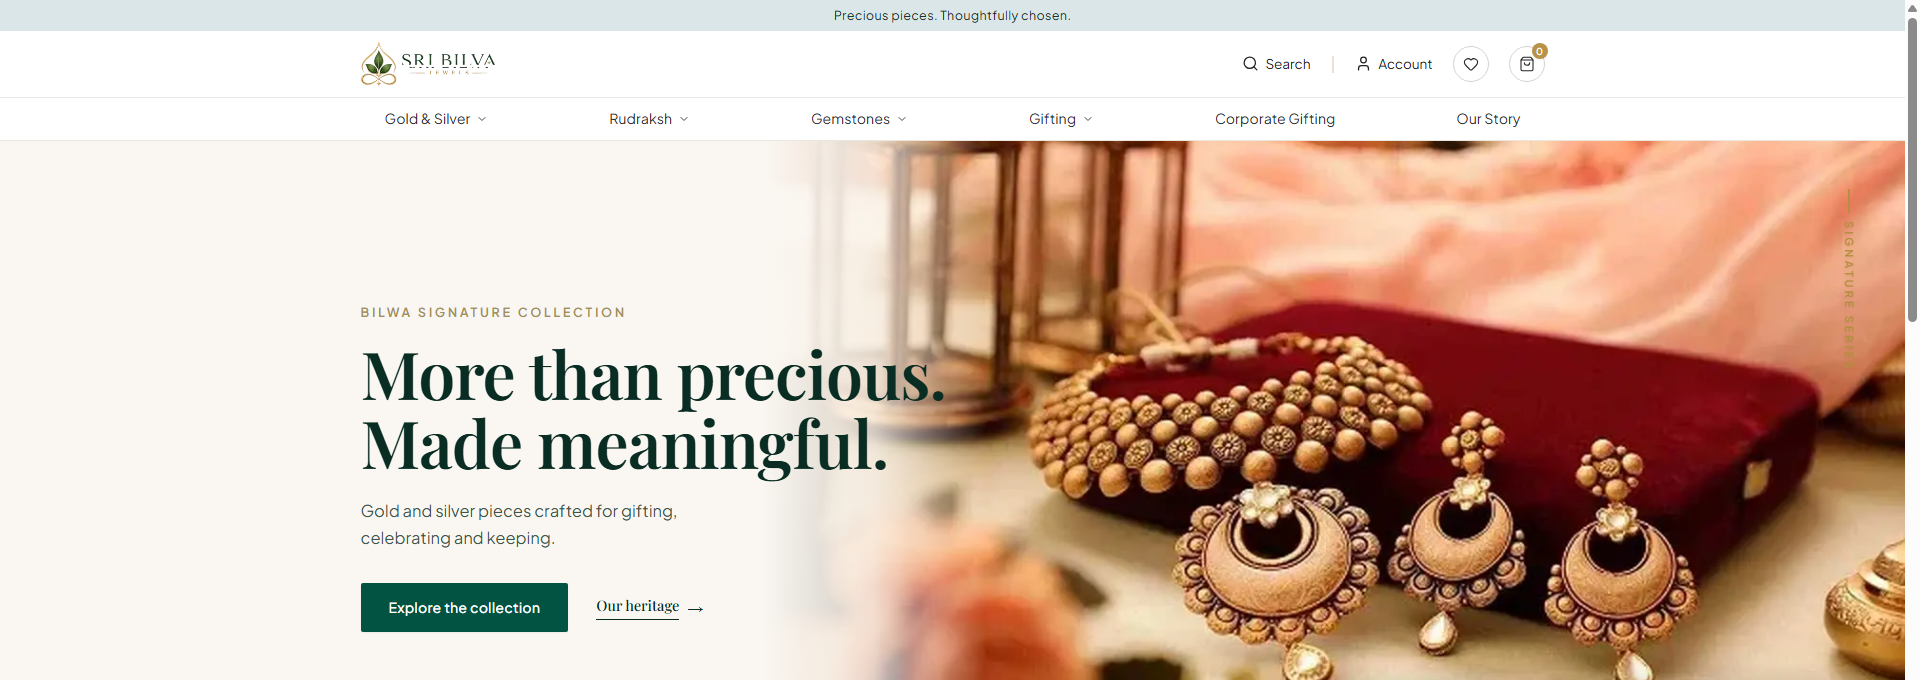 Precious pieces. Thoughtfully chosen.
SRI BILVA
JEWELS
Search
Account
0
Gold & Silver
Rudraksh
Gemstones
Gifting
Corporate Gifting
Our Story
SIGNATURE
BILWA SIGNATURE COLLECTION
More than precious.
Made meaningful.
Gold and silver pieces crafted for gifting,
celebrating and keeping.
Explore the collection
Our heritage →